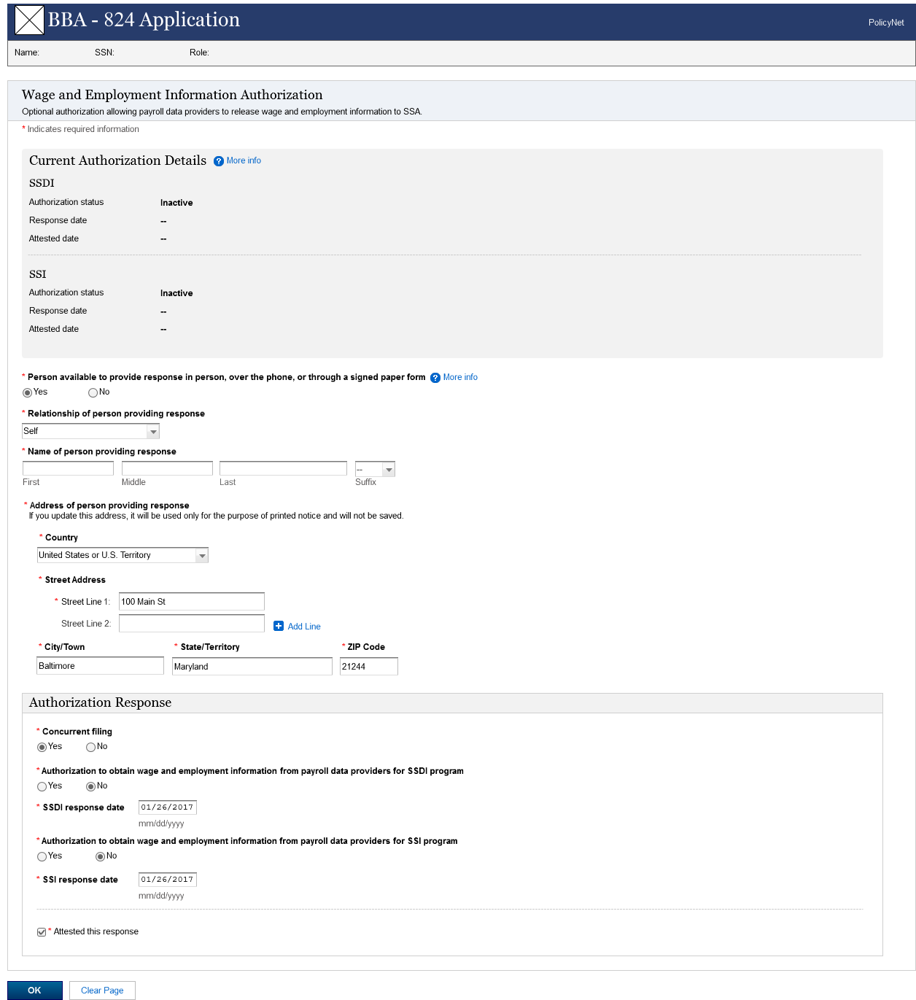 BBA - 824 Application
PolicyNet
Name: SSN: Role:
Wage and Employment Information Authorization
Optional authorization allowing payroll data providers to release wage and employment information to SSA.
* Indicates required information
Current Authorization Details ? More info
SSDI
Authorization status Inactive
Response date --
Attested date --
SSI
Authorization status Inactive
Response date --
Attested date --
* Person available to provide response in person, over the phone, or through a signed paper form ? More info
Yes No
* Relationship of person providing response
Self
* Name of person providing response
--
First Middle Last Suffix
* Address of person providing response
If you update this address, it will be used only for the purpose of printed notice and will not be saved.
* Country
United States or U.S. Territory
* Street Address
* Street Line 1: 100 Main St
Street Line 2: + Add Line
* City/Town * State/Territory * ZIP Code
Baltimore Maryland 21244
Authorization Response
* Concurrent filing
Yes No
* Authorization to obtain wage and employment information from payroll data providers for SSDI program
Yes No
* SSDI response date 01/26/2017
mm/dd/yyyy
* Authorization to obtain wage and employment information from payroll data providers for SSI program
Yes No
* SSI response date 01/26/2017
mm/dd/yyyy
* Attested this response
OK Clear Page